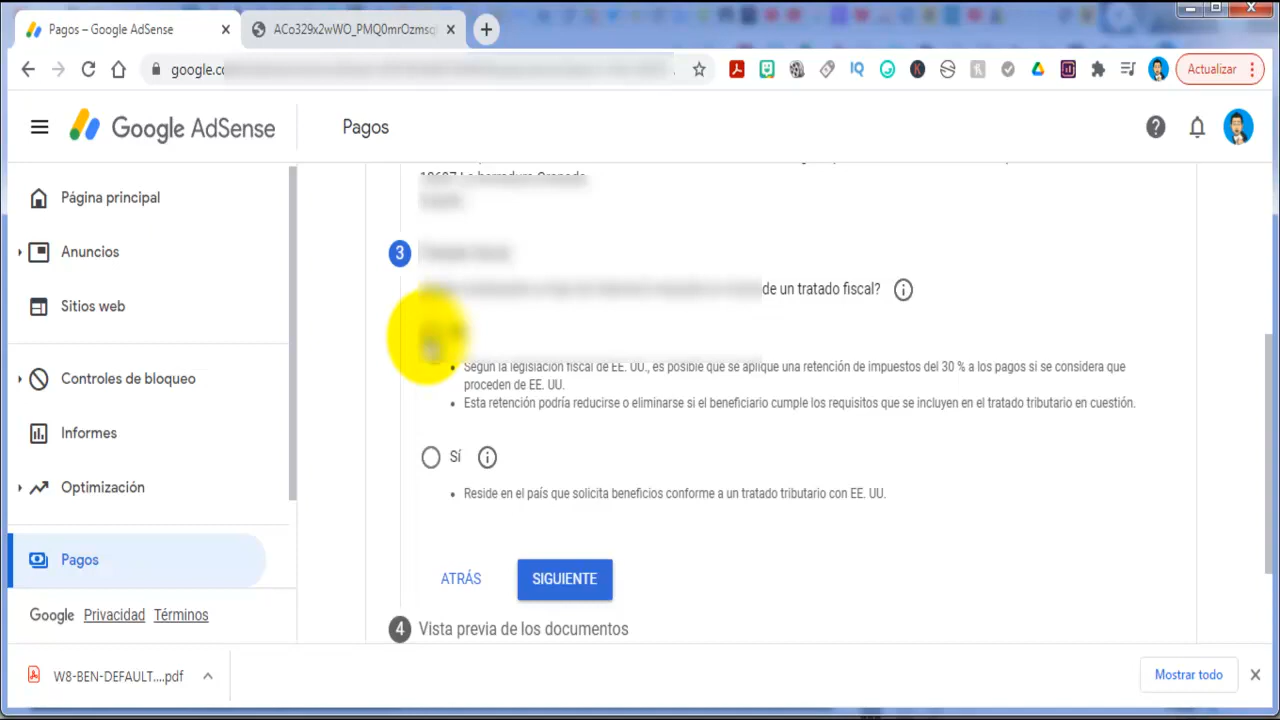 Pagos – Google AdSense
ACo329x2wWO_PMQ0mrOzmsq
google.co
Actualizar
Google AdSense
Pagos
Página principal
Anuncios
Sitios web
Controles de bloqueo
Informes
Optimización
Pagos
Google Privacidad Términos
3
de un tratado fiscal?
Según la legislación fiscal de EE. UU., es posible que se aplique una retención de impuestos del 30 % a los pagos si se considera que
proceden de EE. UU.
Esta retención podría reducirse o eliminarse si el beneficiario cumple los requisitos que se incluyen en el tratado tributario en cuestión.
Sí
Reside en el país que solicita beneficios conforme a un tratado tributario con EE. UU.
ATRÁS
SIGUIENTE
4 Vista previa de los documentos
W8-BEN-DEFAULT....pdf
Mostrar todo